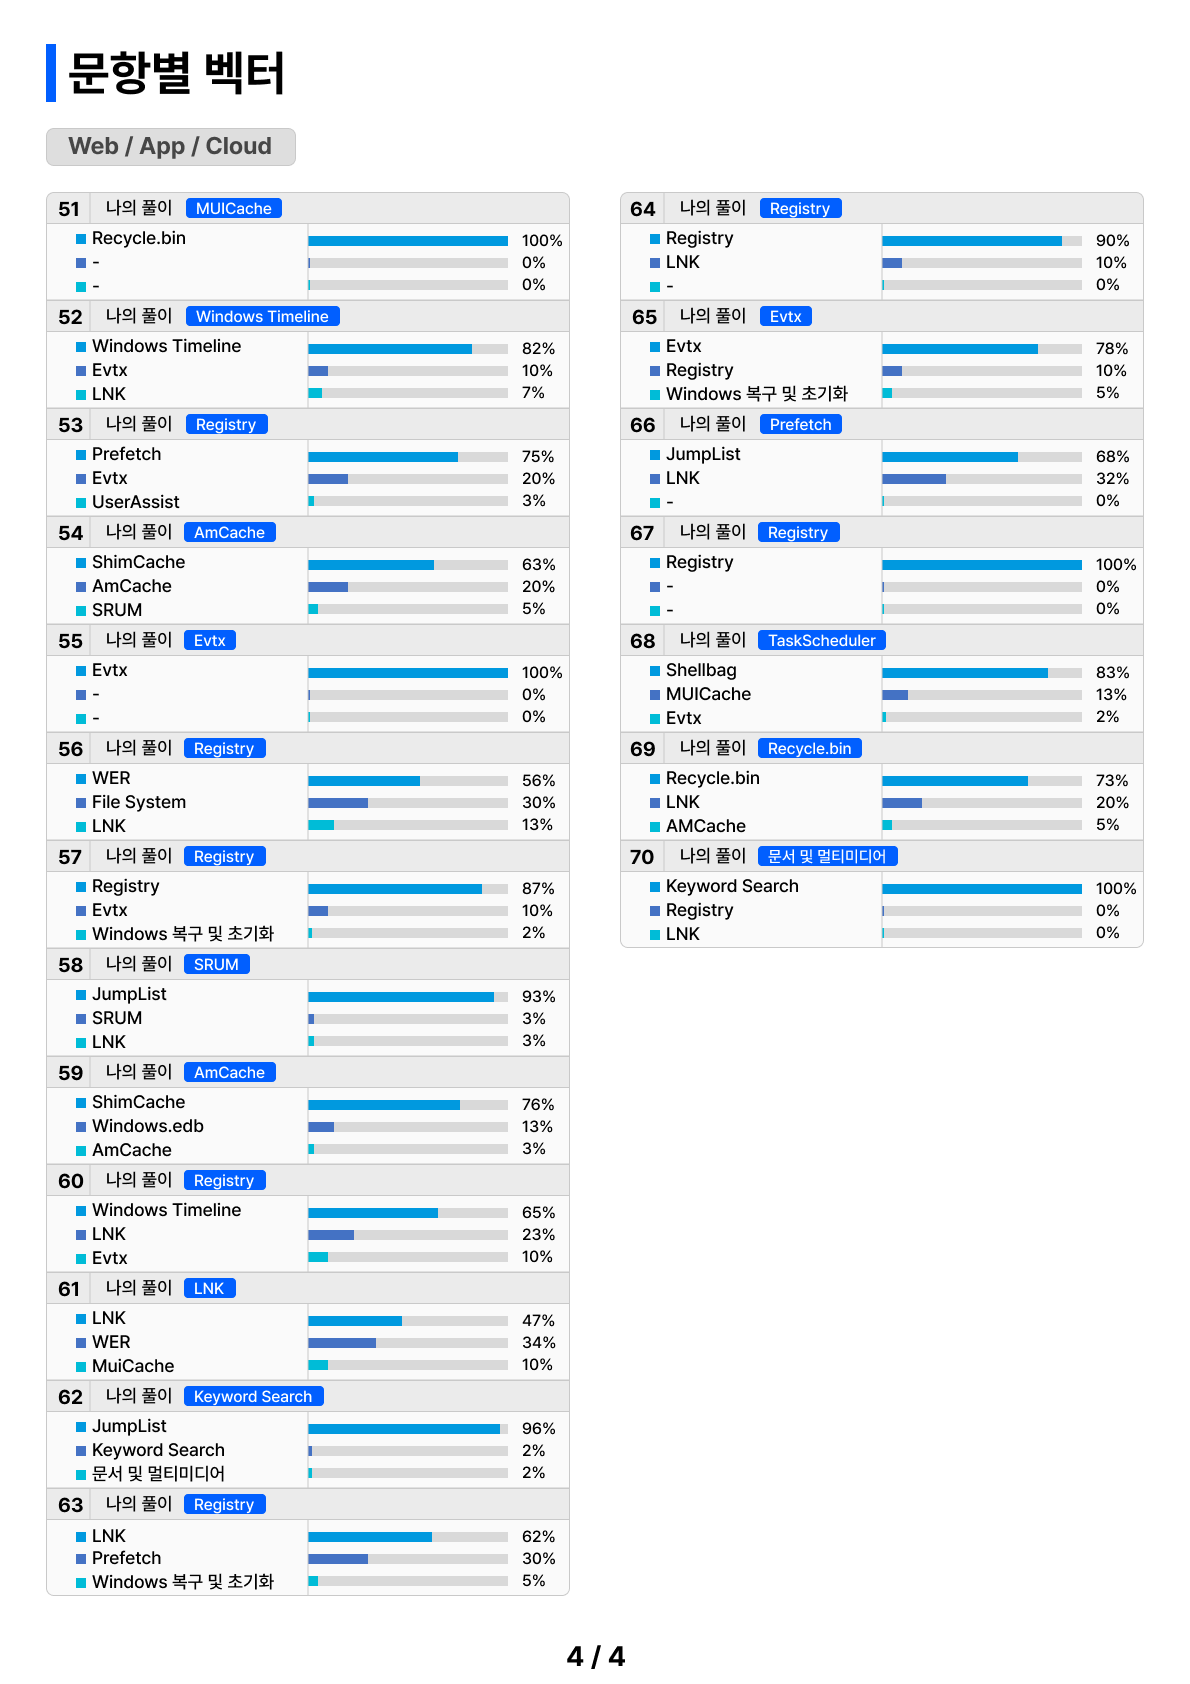 문항별 벡터
Web / App / Cloud
51 나의 풀이 MUICache
Recycle.bin 100%
- 0%
- 0%
52 나의 풀이 Windows Timeline
Windows Timeline 82%
Evtx 10%
LNK 7%
53 나의 풀이 Registry
Prefetch 75%
Evtx 20%
UserAssist 3%
54 나의 풀이 AmCache
ShimCache 63%
AmCache 20%
SRUM 5%
55 나의 풀이 Evtx
Evtx 100%
- 0%
- 0%
56 나의 풀이 Registry
WER 56%
File System 30%
LNK 13%
57 나의 풀이 Registry
Registry 87%
Evtx 10%
Windows 복구 및 초기화 2%
58 나의 풀이 SRUM
JumpList 93%
SRUM 3%
LNK 3%
59 나의 풀이 AmCache
ShimCache 76%
Windows.edb 13%
AmCache 3%
60 나의 풀이 Registry
Windows Timeline 65%
LNK 23%
Evtx 10%
61 나의 풀이 LNK
LNK 47%
WER 34%
MuiCache 10%
62 나의 풀이 Keyword Search
JumpList 96%
Keyword Search 2%
문서 및 멀티미디어 2%
63 나의 풀이 Registry
LNK 62%
Prefetch 30%
Windows 복구 및 초기화 5%
64 나의 풀이 Registry
Registry 90%
LNK 10%
- 0%
65 나의 풀이 Evtx
Evtx 78%
Registry 10%
Windows 복구 및 초기화 5%
66 나의 풀이 Prefetch
JumpList 68%
LNK 32%
- 0%
67 나의 풀이 Registry
Registry 100%
- 0%
- 0%
68 나의 풀이 TaskScheduler
Shellbag 83%
MUICache 13%
Evtx 2%
69 나의 풀이 Recycle.bin
Recycle.bin 73%
LNK 20%
AMCache 5%
70 나의 풀이 문서 및 멀티미디어
Keyword Search 100%
Registry 0%
LNK 0%
4 / 4